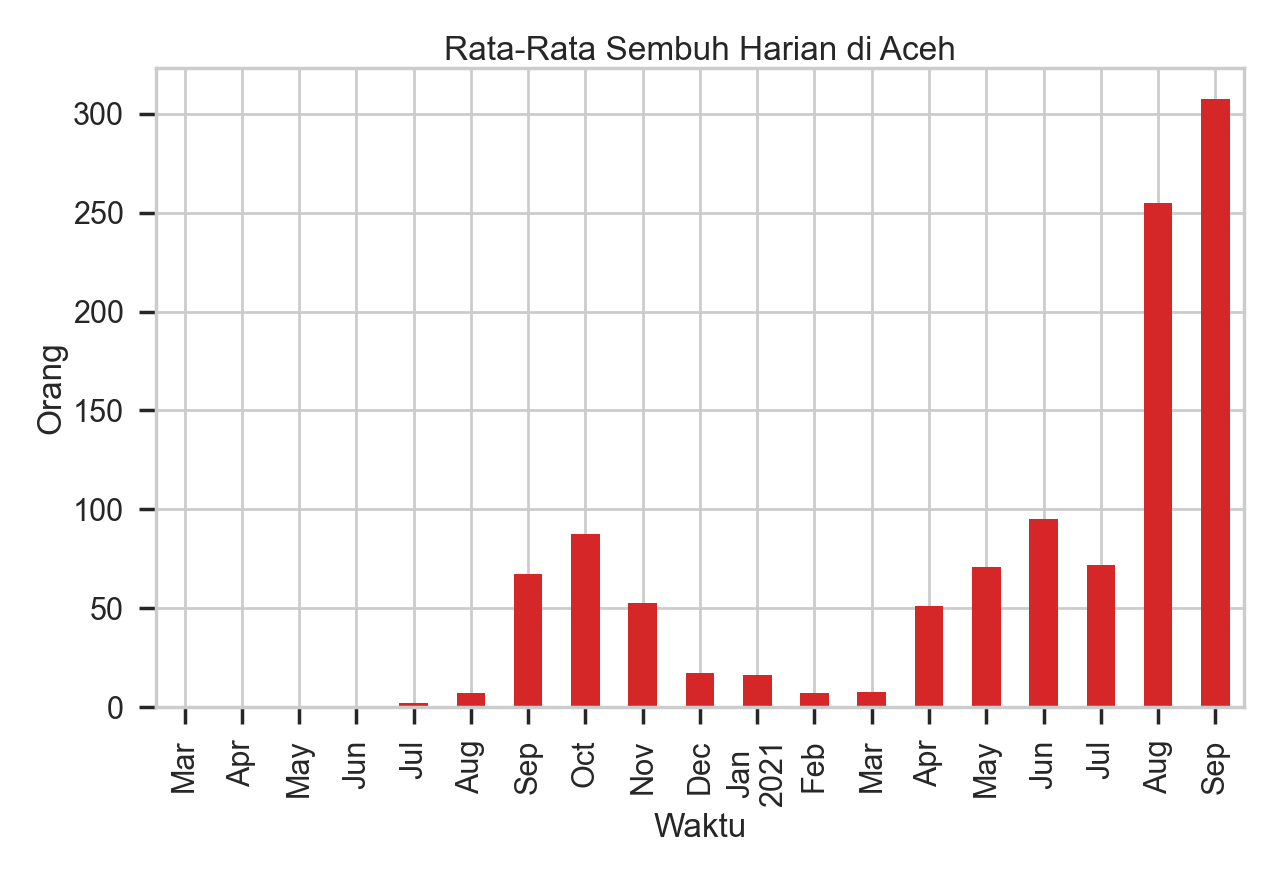 Rata-Rata Sembuh Harian di Aceh
300
250
200
150
100
50
0
Orang
Mar
Apr
May
Jun
Jul
Aug
Sep
Oct
Nov
Dec
Jan
2021
Feb
Mar
Apr
May
Jun
Jul
Aug
Sep
Waktu